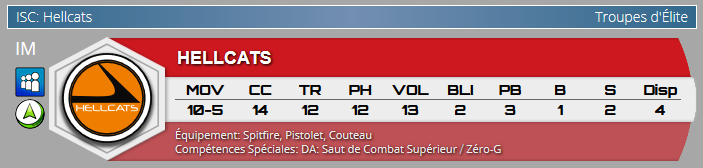 ISC: Hellcats Troupes d'Élite
IM
HELLCATS
HELLCATS
MOV CC TR PH VOL BLI PB B S Disp
10-5 14 12 12 13 2 3 1 2 4
Équipement: Spitfire, Pistolet, Couteau
Compétences Spéciales: DA: Saut de Combat Supérieur / Zéro-G